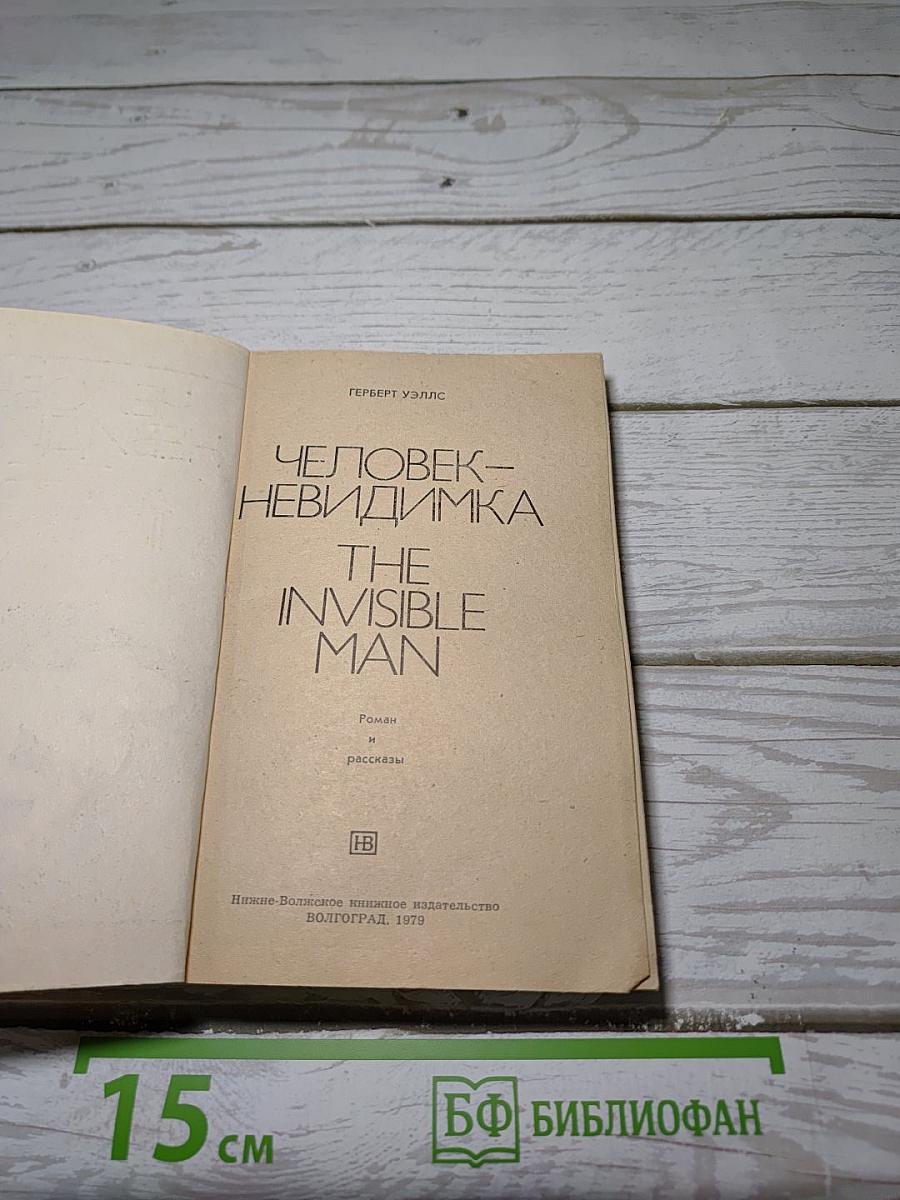 ГЕРБЕРТ УЭЛЛС
ЧЕЛОВЕК–
НЕВИДИМКА
THE
INVISIBLE
MAN
Роман
и
рассказы
НВ
Нижне-Волжское книжное издательство
ВОЛГОГРАД, 1979
15 см
БФ БИБЛИОФАН